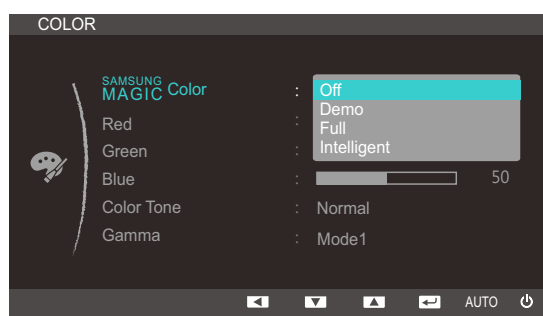 COLOR
SAMSUNG MAGIC Color : Off
Demo
Red :
Full
Green : Intelligent
Blue : 50
Color Tone : Normal
Gamma : Mode1
AUTO